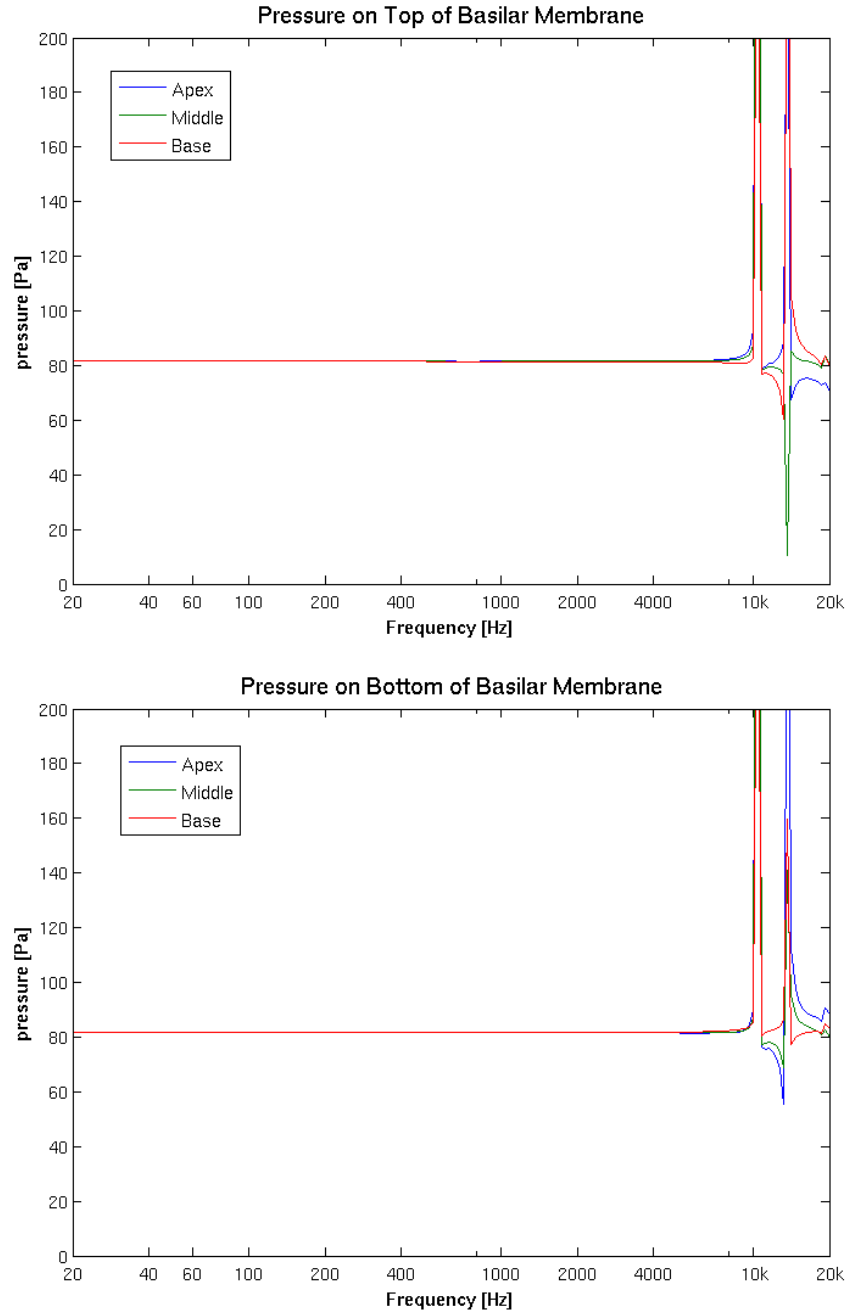 Pressure on Top of Basilar Membrane
200
180
160
140
120
100
80
60
40
20
0
pressure [Pa]
Apex
Middle
Base
20 40 60 100 200 400 1000 2000 4000 10k 20k
Frequency [Hz]
Pressure on Bottom of Basilar Membrane
200
180
160
140
120
100
80
60
40
20
0
pressure [Pa]
Apex
Middle
Base
20 40 60 100 200 400 1000 2000 4000 10k 20k
Frequency [Hz]